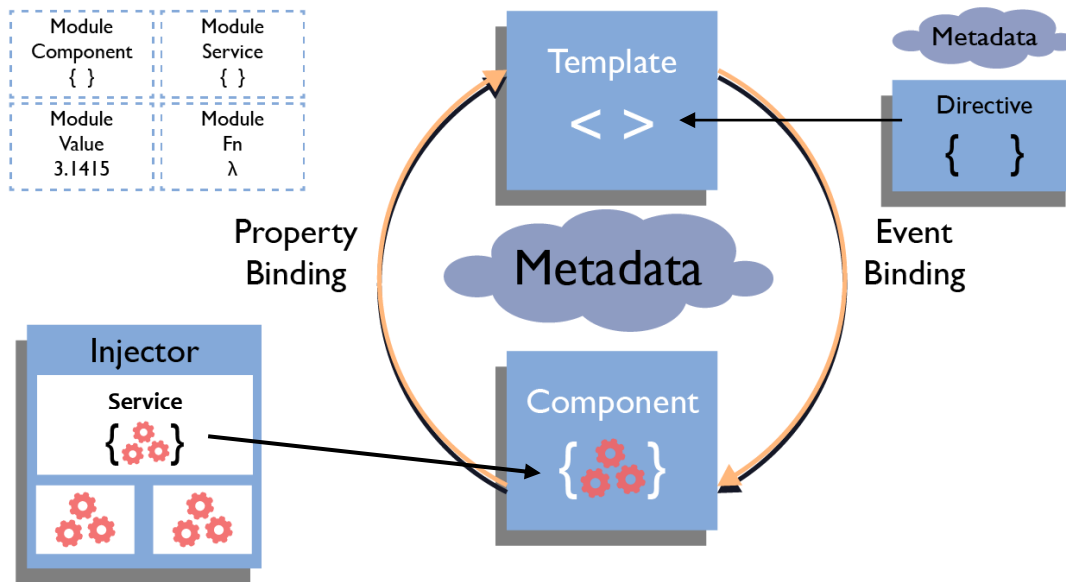 Module
Component
{ }
Module
Service
{ }
Module
Value
3.1415
Module
Fn
λ
Template
< >
Metadata
Directive
{ }
Property
Binding
Metadata
Event
Binding
Injector
Service
{ }
Component
{ }